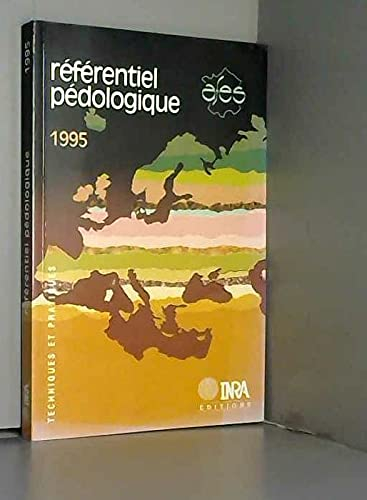 référentiel
pédologique
1995
afes
TECHNIQUES ET PRATIQUES
INRA
EDITIONS
1995
référentiel pédologique